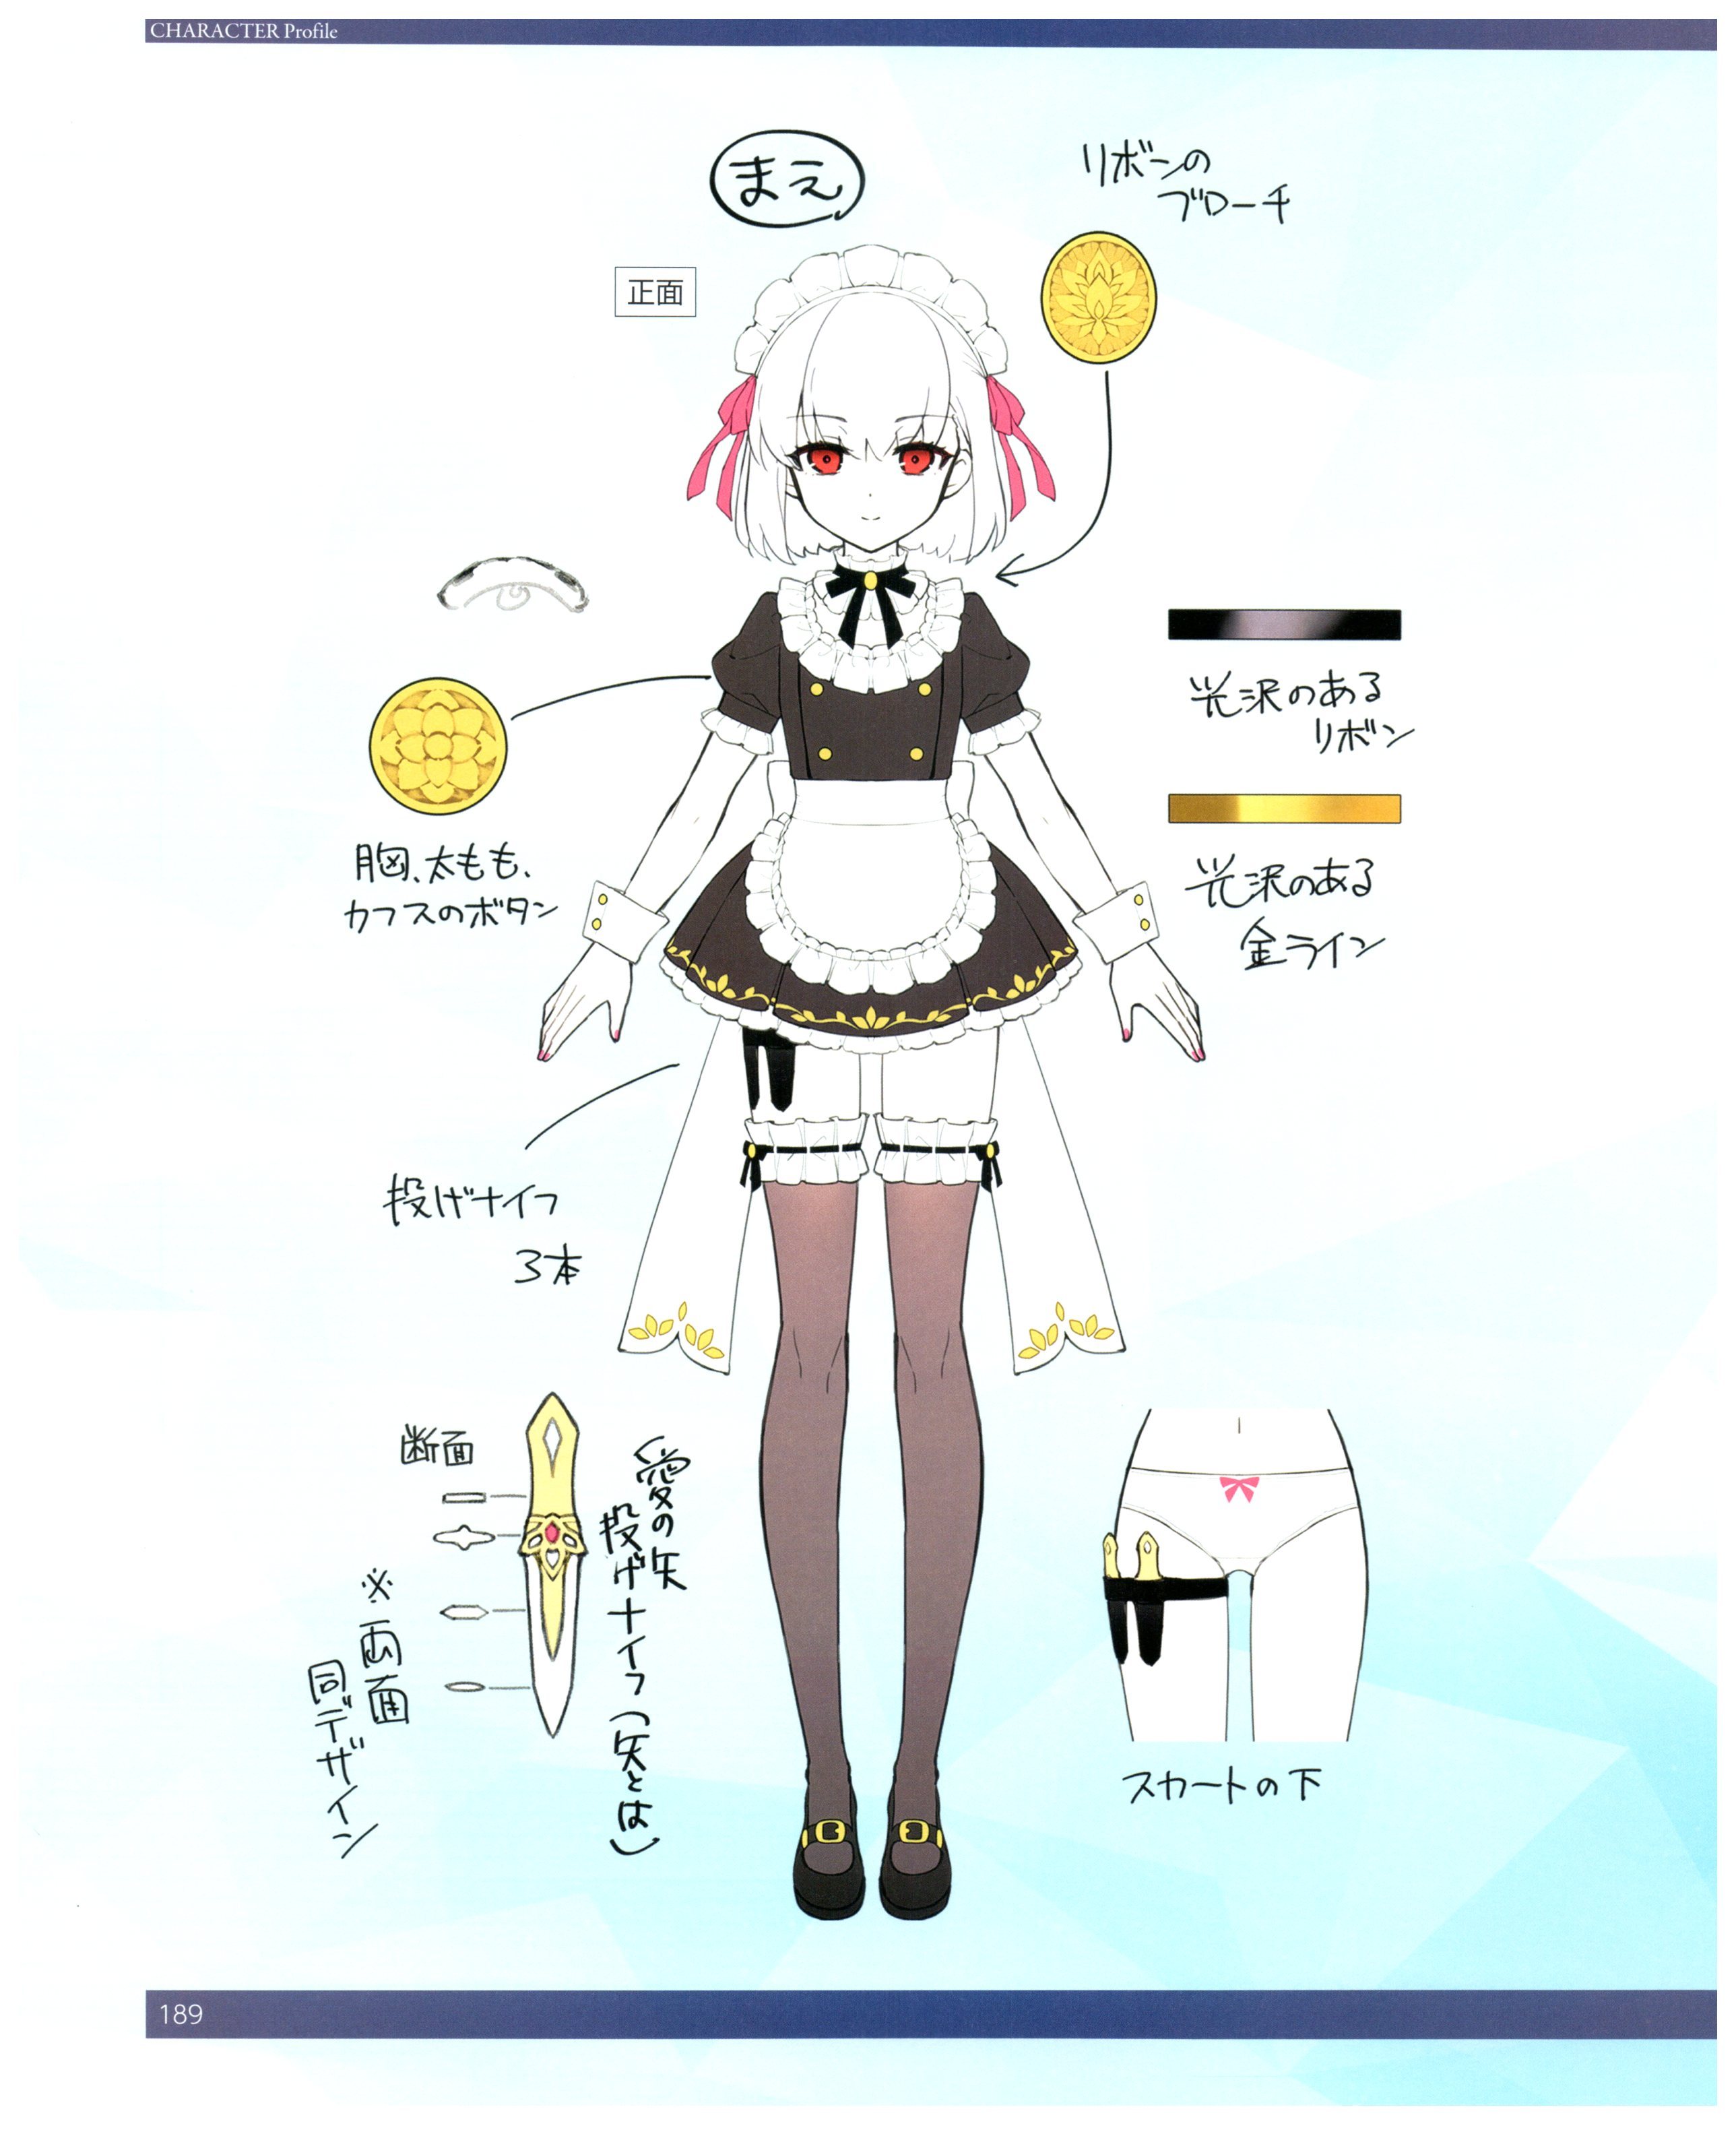 CHARACTER Profile
まえ
リボンの
ブローチ
正面
光沢のある
リボン
胸、太もも、
カフスのボタン
光沢のある
金ライン
投げナイフ
3本
断面
愛の矢
投げナイフ(矢とは)
※両面
同デザイン
スカートの下
189